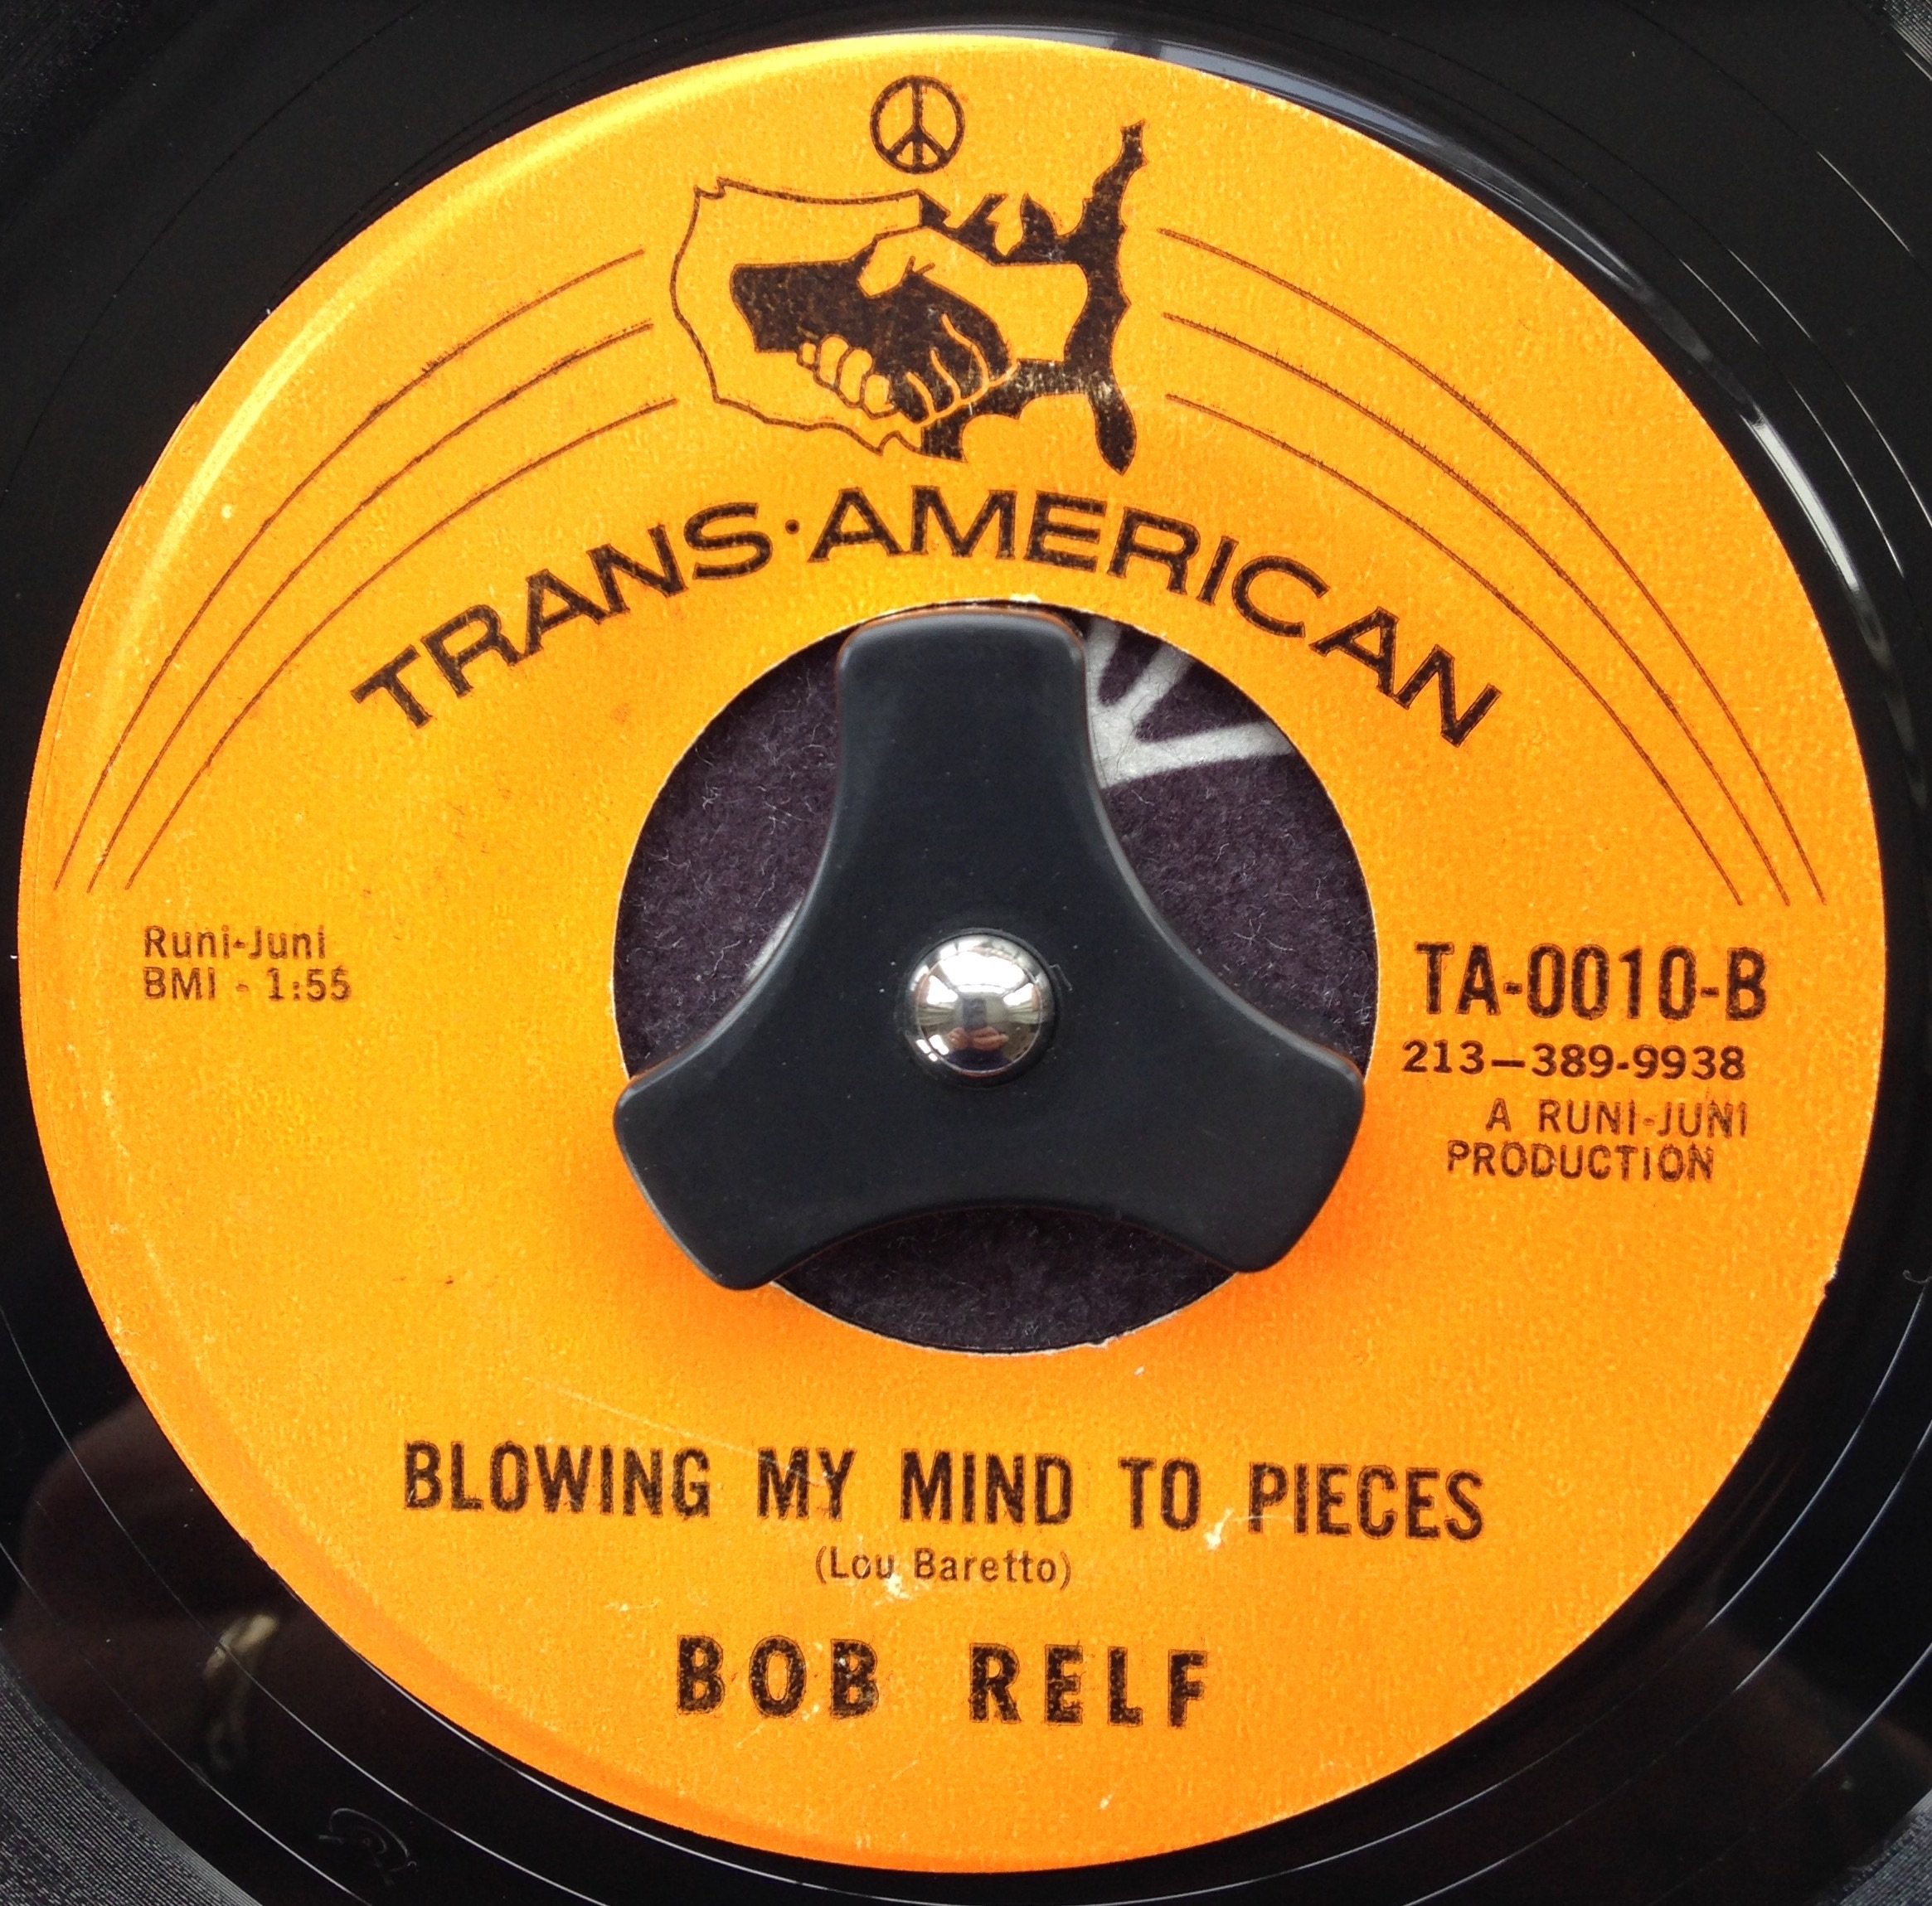 TRANS·AMERICAN
Runi-Juni
BMI - 1:55
TA-0010-B
213—389-9938
A RUNI-JUNI
PRODUCTION
BLOWING MY MIND TO PIECES
(Lou Baretto)
BOB RELF